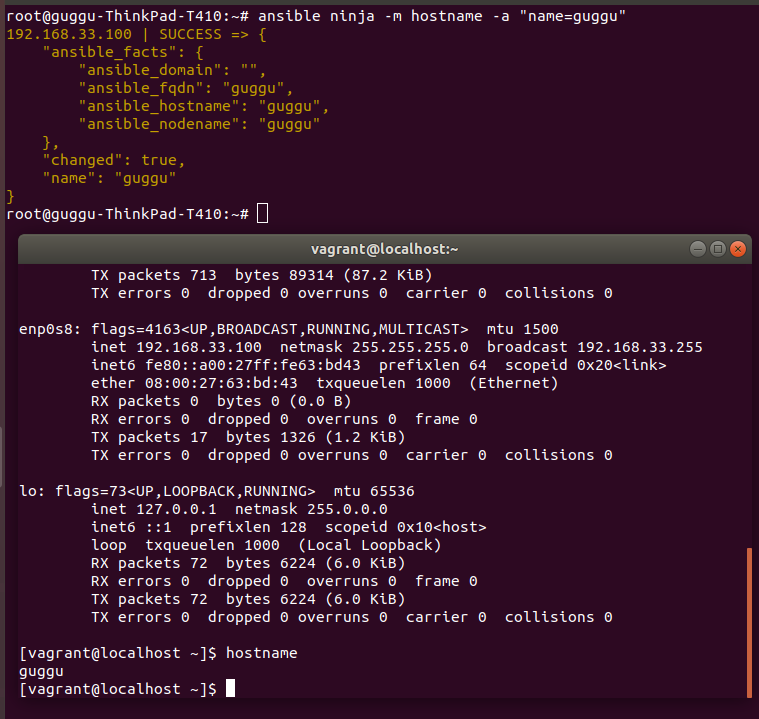 root@guggu-ThinkPad-T410:~# ansible ninja -m hostname -a "name=guggu"
192.168.33.100 | SUCCESS => {
    "ansible_facts": {
        "ansible_domain": "",
        "ansible_fqdn": "guggu",
        "ansible_hostname": "guggu",
        "ansible_nodename": "guggu"
    },
    "changed": true,
    "name": "guggu"
}
root@guggu-ThinkPad-T410:~#
vagrant@localhost:~
        TX packets 713  bytes 89314 (87.2 KiB)
        TX errors 0  dropped 0 overruns 0  carrier 0  collisions 0
enp0s8: flags=4163<UP,BROADCAST,RUNNING,MULTICAST>  mtu 1500
        inet 192.168.33.100  netmask 255.255.255.0  broadcast 192.168.33.255
        inet6 fe80::a00:27ff:fe63:bd43  prefixlen 64  scopeid 0x20<link>
        ether 08:00:27:63:bd:43  txqueuelen 1000  (Ethernet)
        RX packets 0  bytes 0 (0.0 B)
        RX errors 0  dropped 0  overruns 0  frame 0
        TX packets 17  bytes 1326 (1.2 KiB)
        TX errors 0  dropped 0 overruns 0  carrier 0  collisions 0
lo: flags=73<UP,LOOPBACK,RUNNING>  mtu 65536
        inet 127.0.0.1  netmask 255.0.0.0
        inet6 ::1  prefixlen 128  scopeid 0x10<host>
        loop  txqueuelen 1000  (Local Loopback)
        RX packets 72  bytes 6224 (6.0 KiB)
        RX errors 0  dropped 0  overruns 0  frame 0
        TX packets 72  bytes 6224 (6.0 KiB)
        TX errors 0  dropped 0 overruns 0  carrier 0  collisions 0
[vagrant@localhost ~]$ hostname
guggu
[vagrant@localhost ~]$